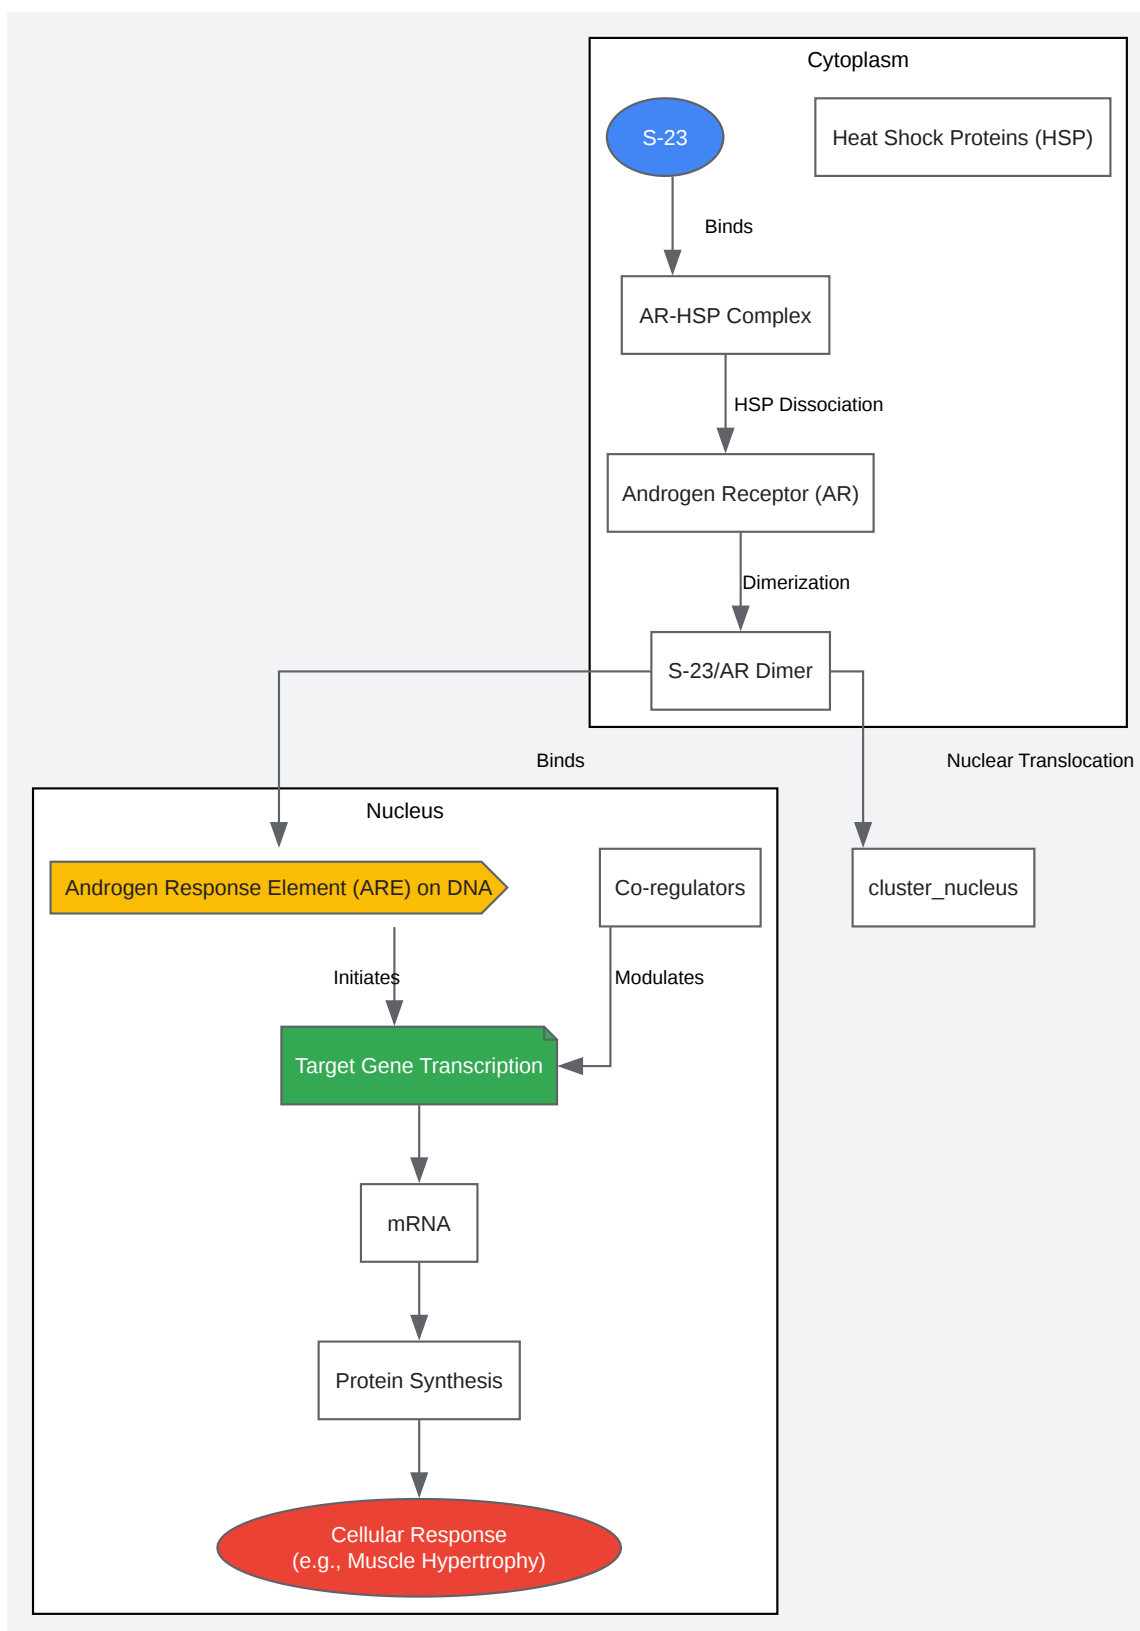 Cytoplasm
S-23
Heat Shock Proteins (HSP)
Binds
AR-HSP Complex
HSP Dissociation
Androgen Receptor (AR)
Dimerization
S-23/AR Dimer
Binds
Nuclear Translocation
Nucleus
Androgen Response Element (ARE) on DNA
Co-regulators
cluster_nucleus
Initiates
Modulates
Target Gene Transcription
mRNA
Protein Synthesis
Cellular Response
(e.g., Muscle Hypertrophy)